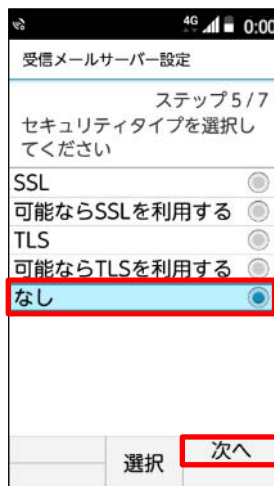 4G 0:00
受信メールサーバー設定
ステップ5/7
セキュリティタイプを選択し
てください
SSL
可能ならSSLを利用する
TLS
可能ならTLSを利用する
なし
選択
次へ